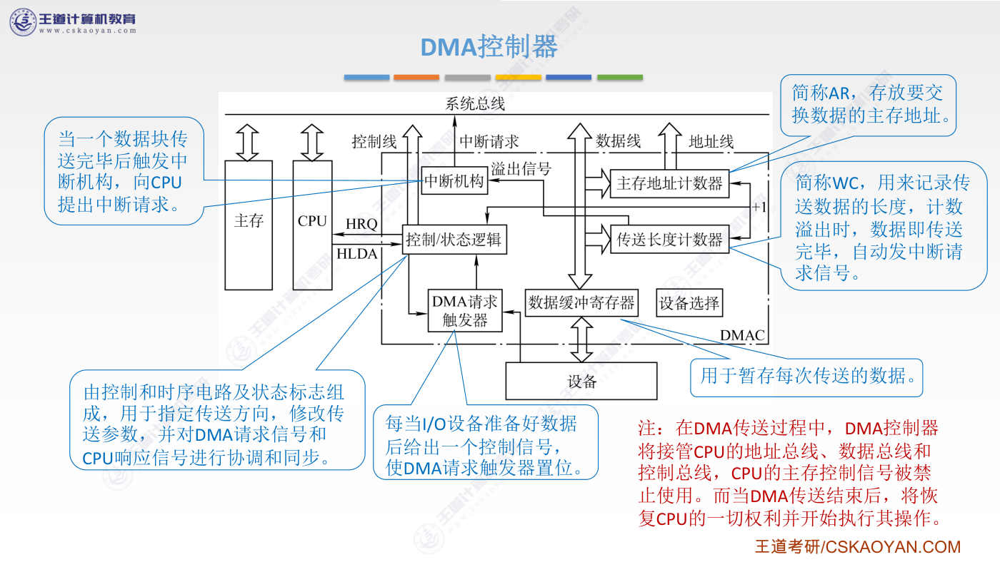 王道计算机教育
www.cskaoyan.com
DMA控制器
系统总线
简称AR，存放要交
换数据的主存地址。
当一个数据块传
送完毕后触发中
断机构，向CPU
提出中断请求。
控制线
中断请求
数据线
地址线
溢出信号
中断机构
主存地址计数器
简称WC，用来记录传
送数据的长度，计数
溢出时，数据即传送
完毕，自动发中断请
求信号。
主存
CPU
+1
HRQ
HLDA
控制/状态逻辑
传送长度计数器
DMA请求
触发器
数据缓冲寄存器
设备选择
DMAC
设备
用于暂存每次传送的数据。
由控制和时序电路及状态标志组
成，用于指定传送方向，修改传
送参数，并对DMA请求信号和
CPU响应信号进行协调和同步。
每当I/O设备准备好数据
后给出一个控制信号，
使DMA请求触发器置位。
注：在DMA传送过程中，DMA控制器
将接管CPU的地址总线、数据总线和
控制总线，CPU的主存控制信号被禁
止使用。而当DMA传送结束后，将恢
复CPU的一切权利并开始执行其操作。
王道考研/CSKAOYAN.COM